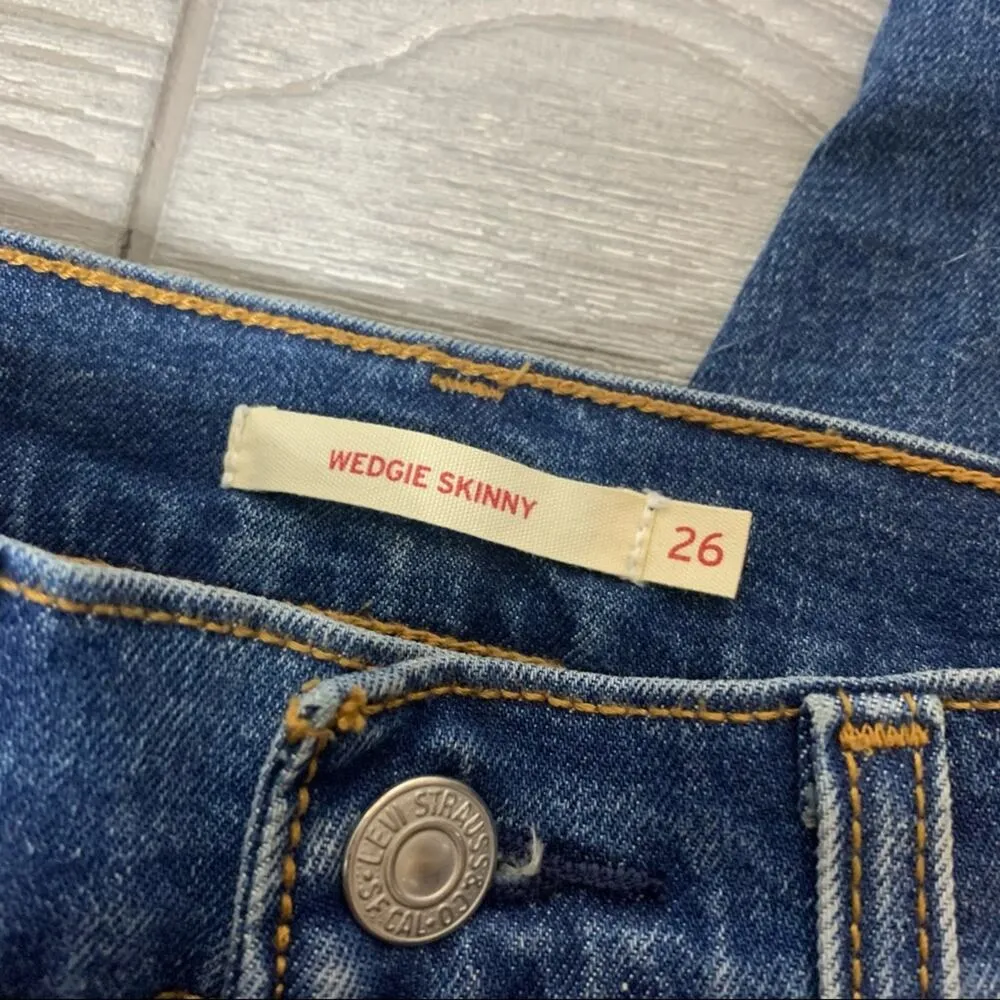 WEDGIE SKINNY
26
LEVI STRAUSS & CO.
S.F. CAL.